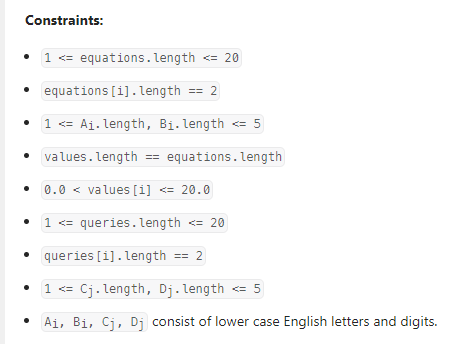 Constraints:
1 <= equations.length <= 20
equations[i].length == 2
1 <= Ai.length, Bi.length <= 5
values.length == equations.length
0.0 < values[i] <= 20.0
1 <= queries.length <= 20
queries[i].length == 2
1 <= Cj.length, Dj.length <= 5
Ai, Bi, Cj, Dj consist of lower case English letters and digits.